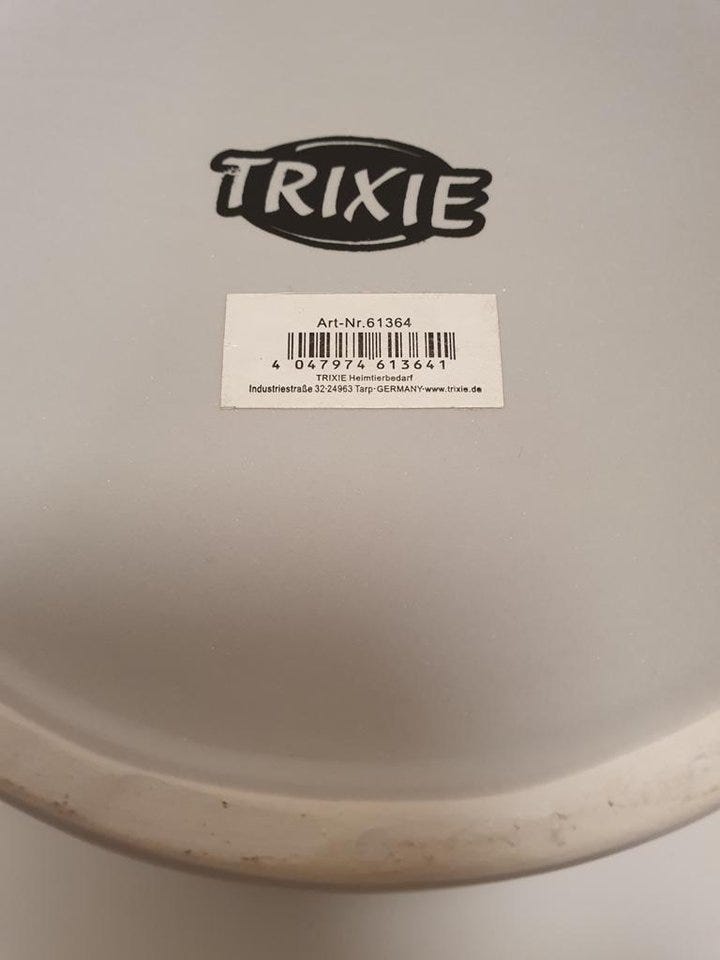 TRIXIE
Art-Nr.61364
4 047974 613641
TRIXIE Heimtierbedarf
Industriestraße 32-24963 Tarp-GERMANY-www.trixie.de